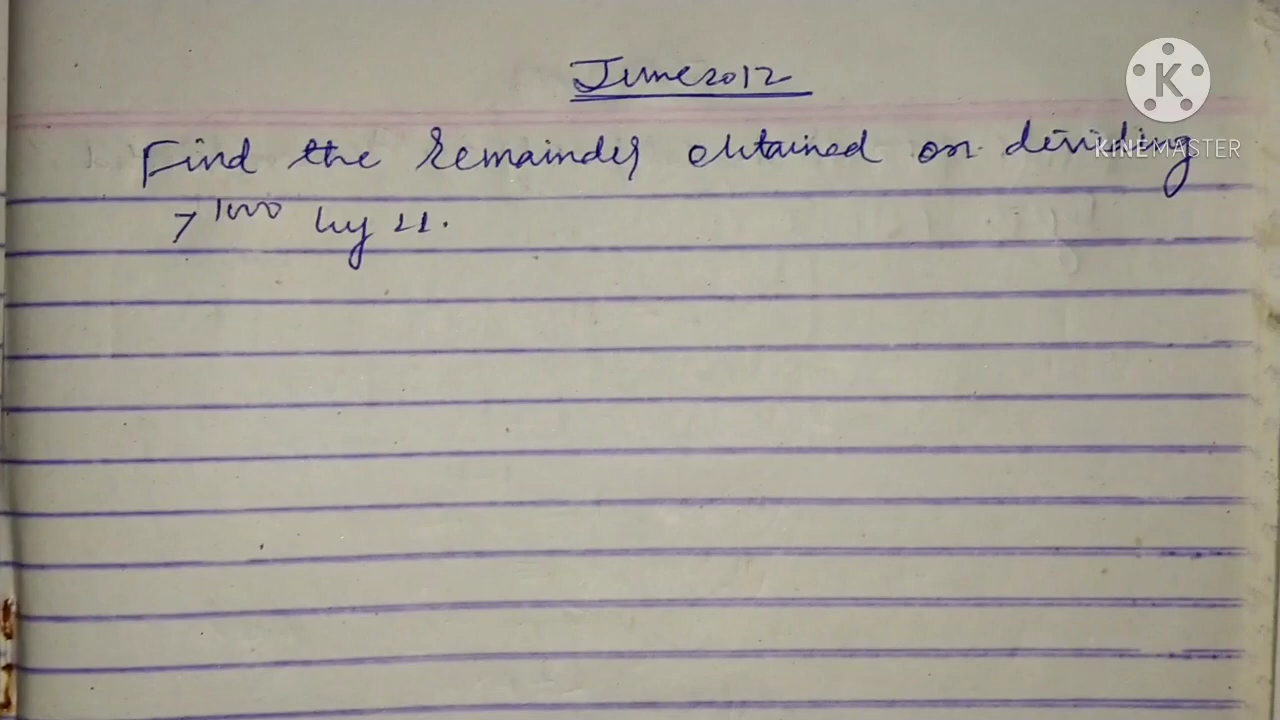 June 2012
KINEMASTER
Find the remainder obtained on dividing
7^1000 by 11.